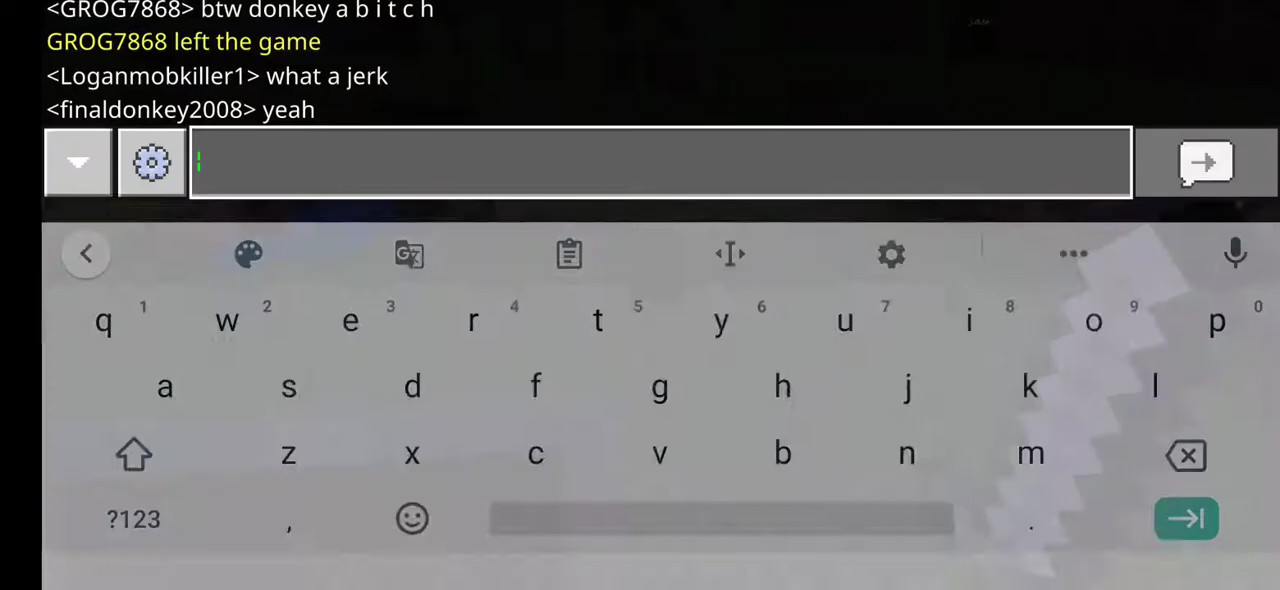 <GROG7868> btw donkey a b i t c h
GROG7868 left the game
<Loganmobkiller1> what a jerk
<finaldonkey2008> yeah
q 1 w 2 e 3 r 4 t 5 y 6 u 7 i 8 o 9 p 0
a s d f g h j k l
z x c v b n m
?123 , .